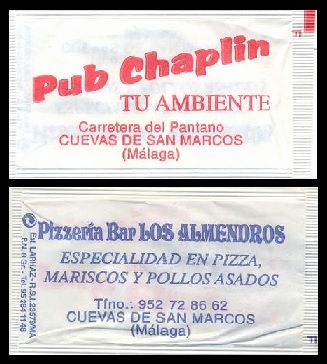 Pub Chaplin
TU AMBIENTE
Carretera del Pantano
CUEVAS DE SAN MARCOS
(Málaga)
Pizzería Bar LOS ALMENDROS
ESPECIALIDAD EN PIZZA,
MARISCOS Y POLLOS ASADOS
Tfno.: 952 72 86 62
CUEVAS DE SAN MARCOS
(Málaga)